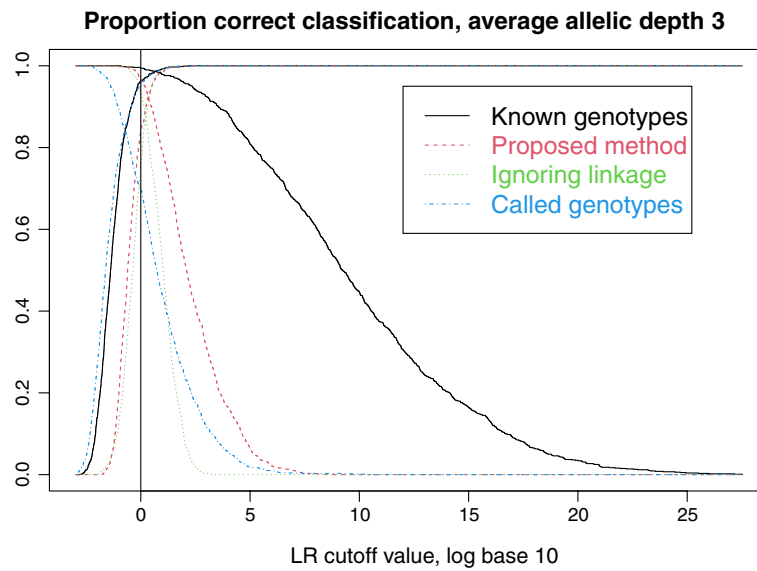 Proportion correct classification, average allelic depth 3
1.0
0.8
0.6
0.4
0.2
0.0
Known genotypes
Proposed method
Ignoring linkage
Called genotypes
0 5 10 15 20 25
LR cutoff value, log base 10